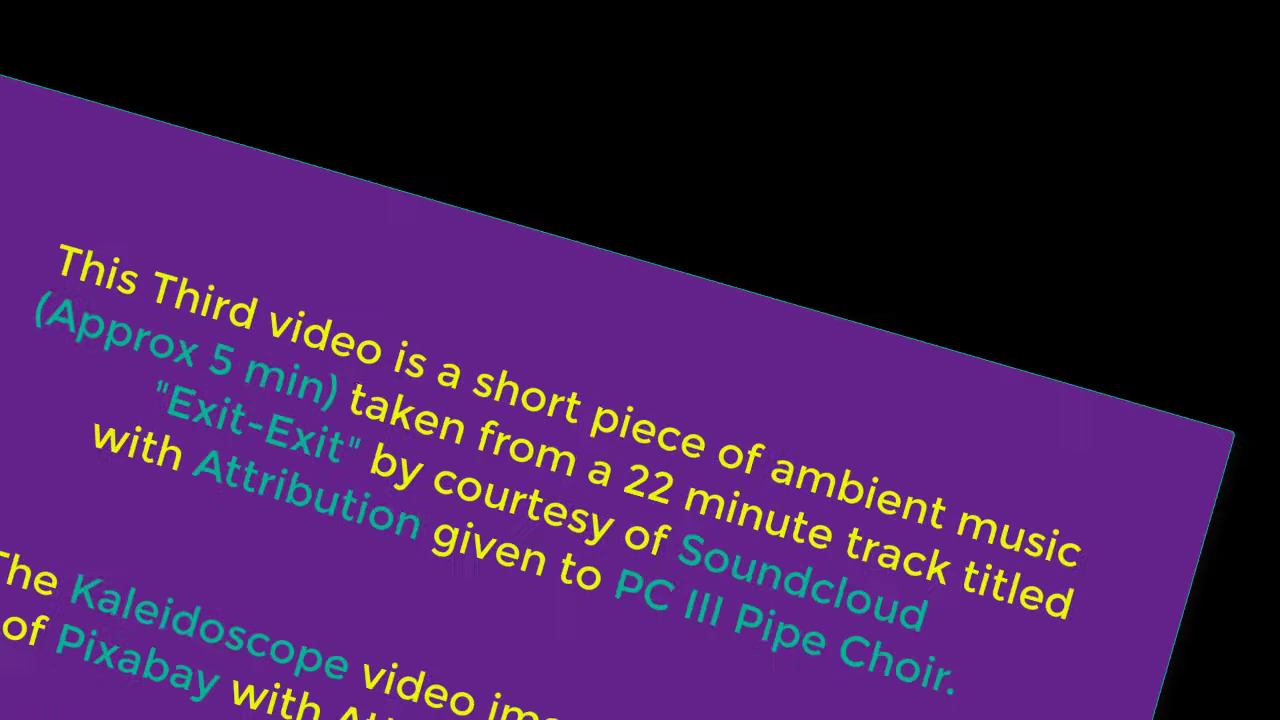 This Third video is a short piece of ambient music
(Approx 5 min) taken from a 22 minute track titled
"Exit-Exit" by courtesy of Soundcloud
with Attribution given to PC III Pipe Choir.
The Kaleidoscope video
of Pixabay with